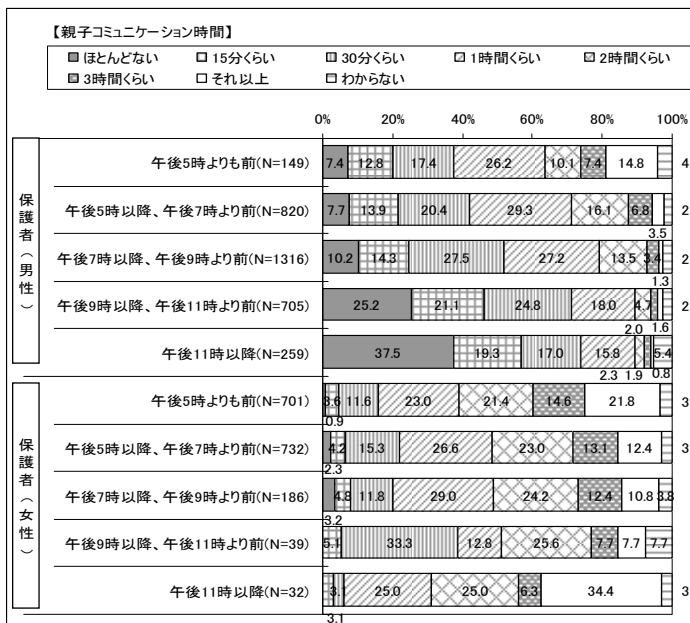 【親子コミュニケーション時間】
ほとんどない 15分くらい 30分くらい 1時間くらい 2時間くらい
3時間くらい それ以上 わからない
0% 20% 40% 60% 80% 100%
保護者(男性)
午後5時よりも前(N=149) 7.4 12.8 17.4 26.2 10.1 7.4 14.8 4
午後5時以降、午後7時より前(N=820) 7.7 13.9 20.4 29.3 16.1 6.8 2
3.5
午後7時以降、午後9時より前(N=1316) 10.2 14.3 27.5 27.2 13.5 3.4 2
1.3
午後9時以降、午後11時より前(N=705) 25.2 21.1 24.8 18.0 4.7 2
2.0 1.6
午後11時以降(N=259) 37.5 19.3 17.0 15.8 5.4
2.3 1.9 0.8
保護者(女性)
午後5時よりも前(N=701) 3.6 11.6 23.0 21.4 14.6 21.8 3
0.9
午後5時以降、午後7時より前(N=732) 4.2 15.3 26.6 23.0 13.1 12.4 3
2.3
午後7時以降、午後9時より前(N=186) 4.8 11.8 29.0 24.2 12.4 10.8 3.8
3.2
午後9時以降、午後11時より前(N=39) 5.1 33.3 12.8 25.6 7.7 7.7 7.7
午後11時以降(N=32) 3.1 25.0 25.0 6.3 34.4 3
3.1